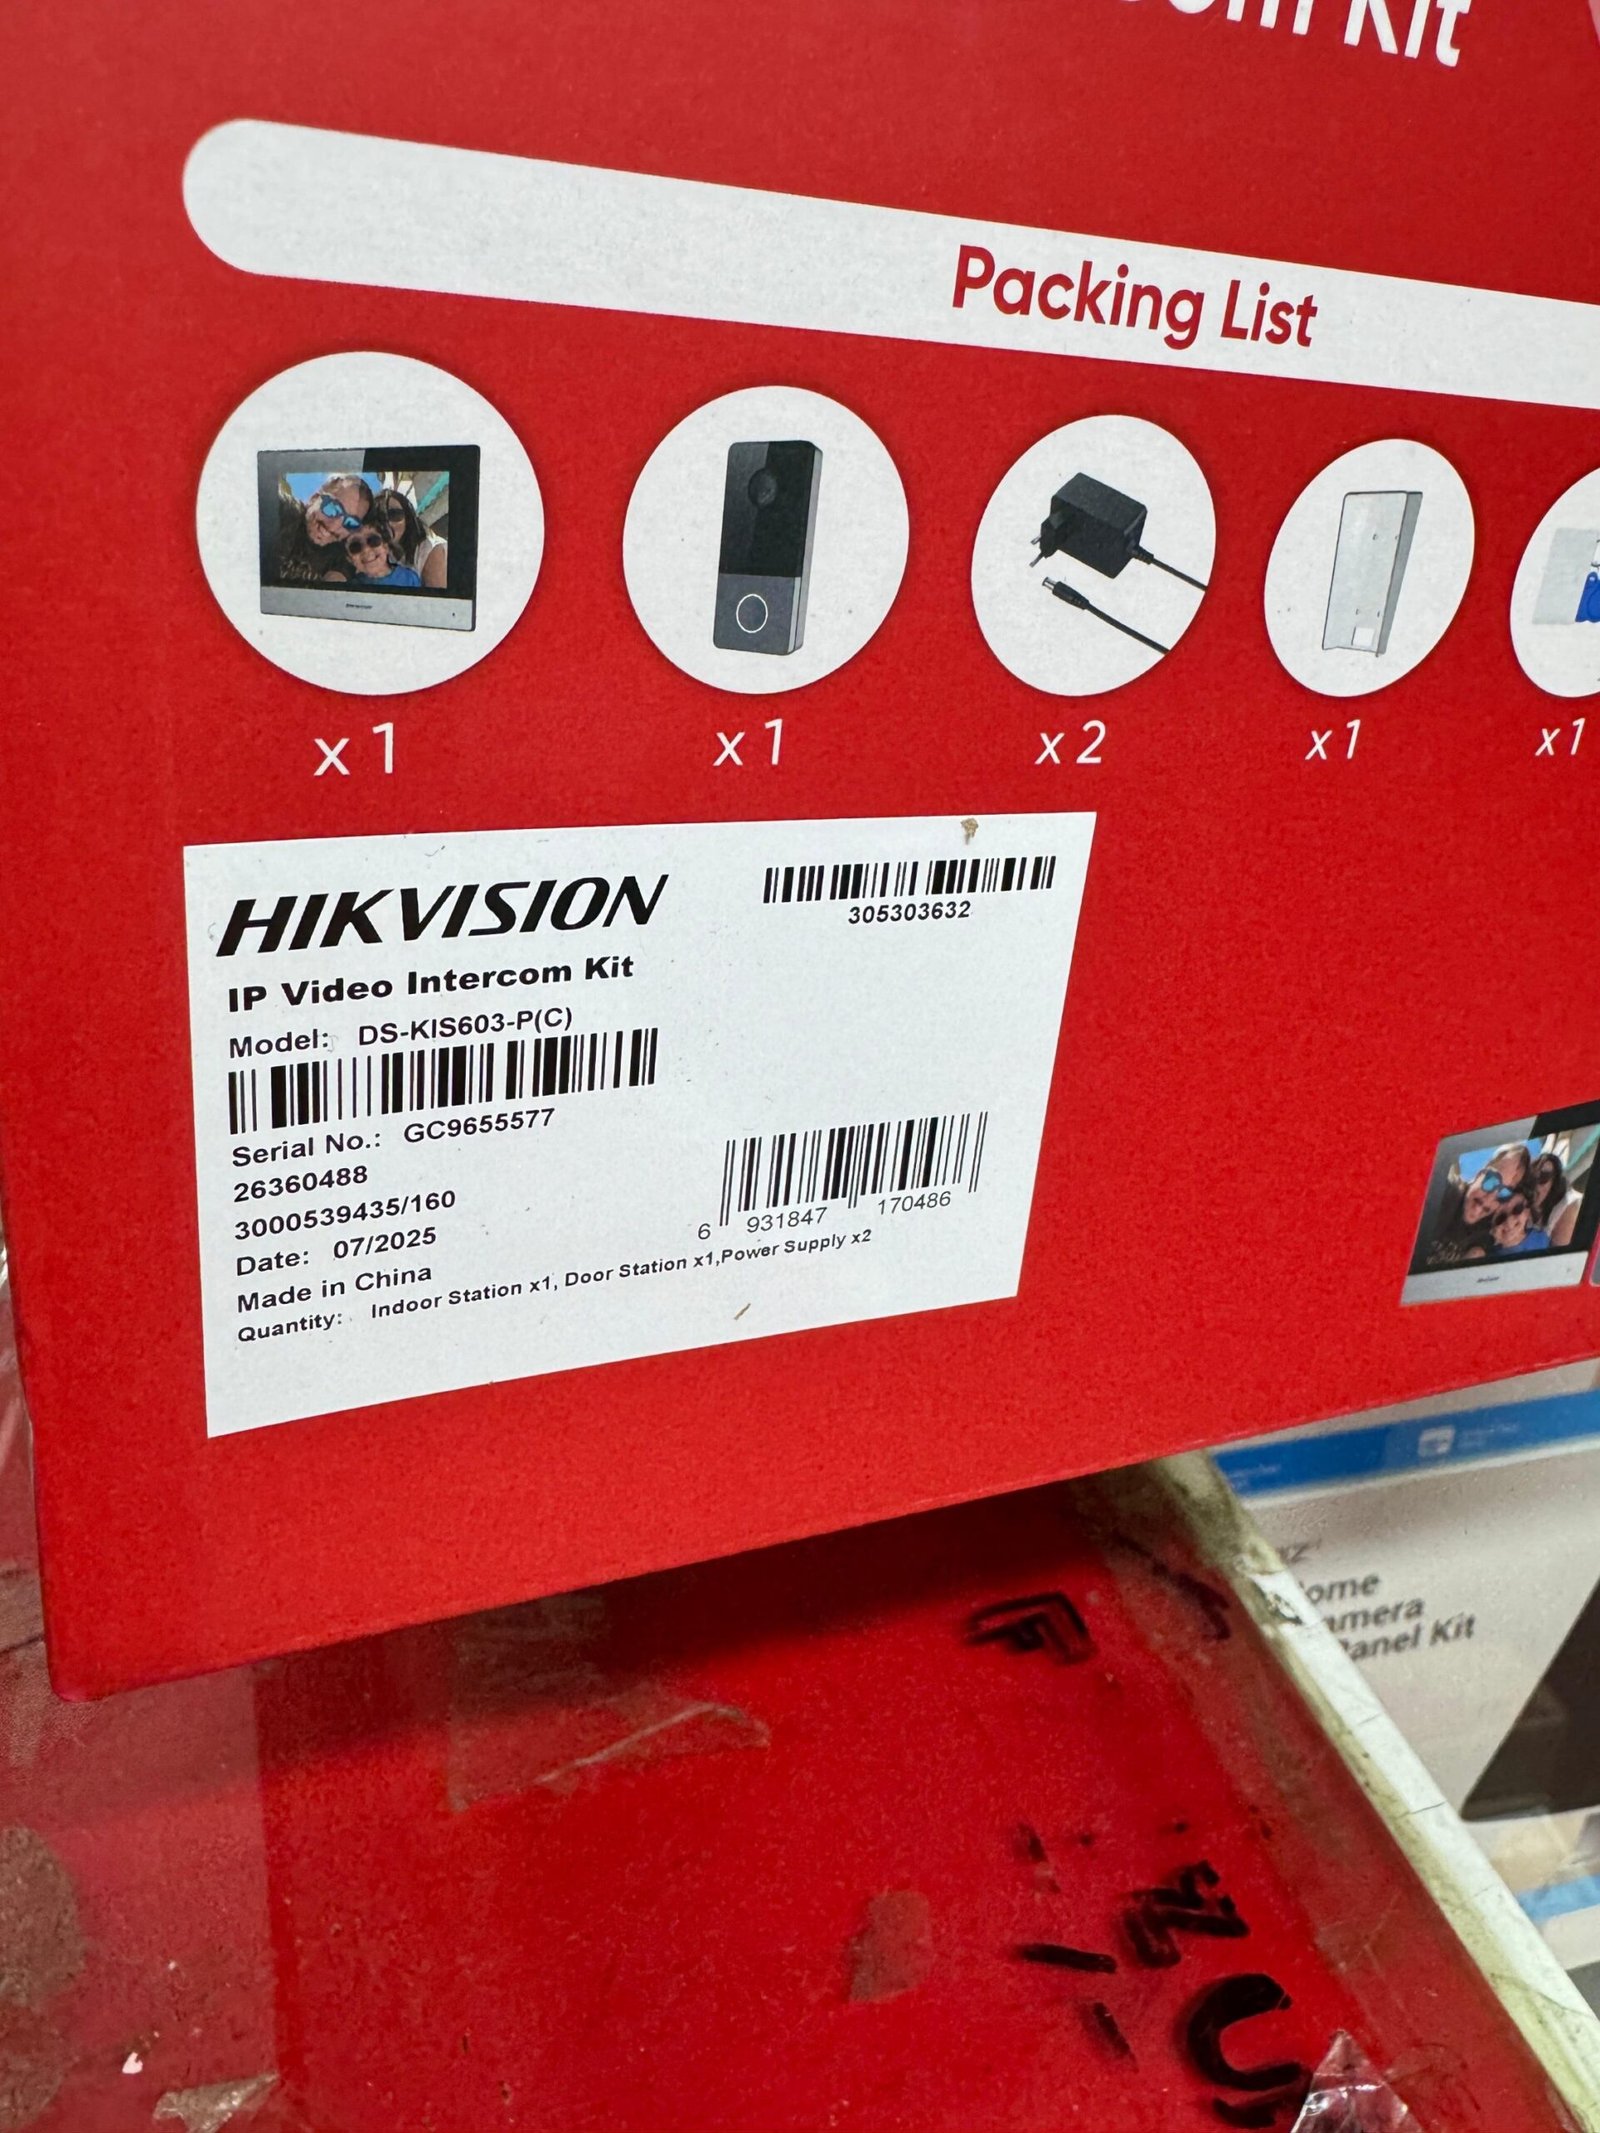 Kit
Packing List
x 1
x 1
x 2
x 1
x 1
HIKVISION
305303632
IP Video Intercom Kit
Model: DS-KIS603-P(C)
Serial No.: GC9655577
26360488
3000539435/160
Date: 07/2025
Made in China
6 931847 170486
Quantity: Indoor Station x1, Door Station x1,Power Supply x2
Kit